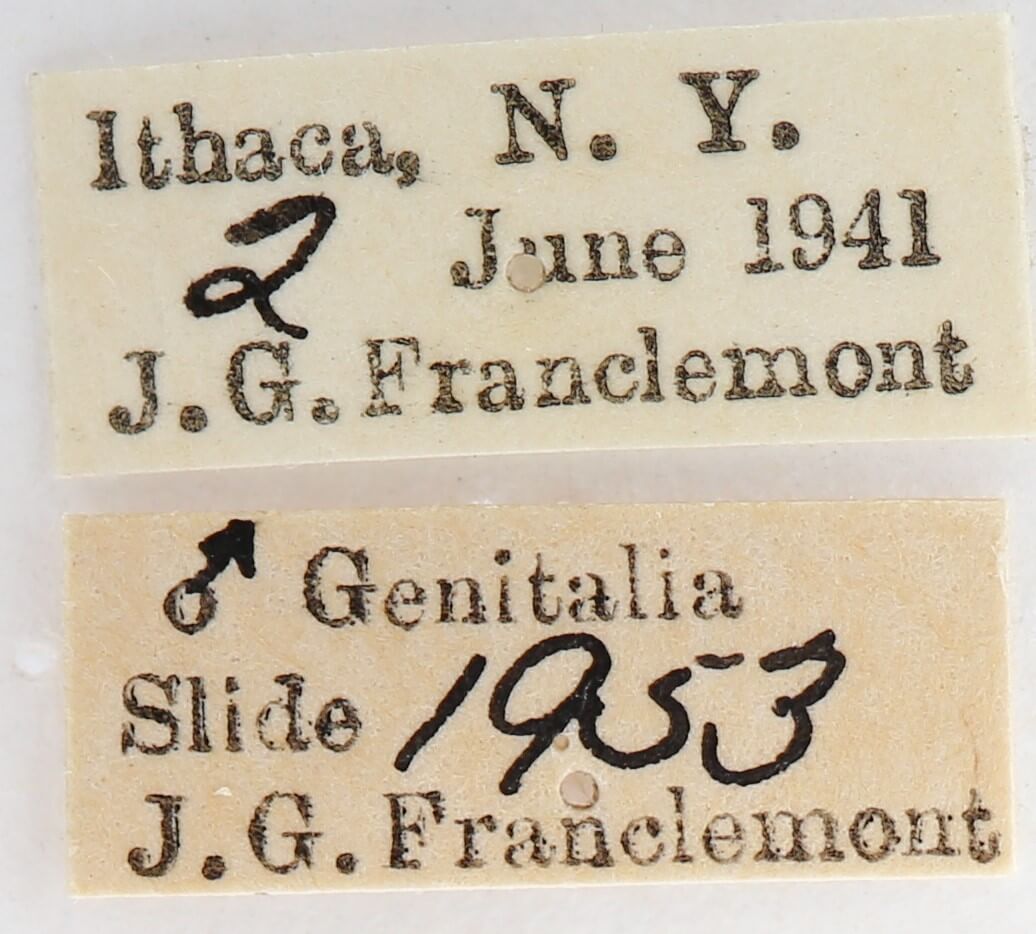 Ithaca, N. Y.
2 June 1941
J. G. Franclemont
♂ Genitalia
Slide 1953
J. G. Franclemont